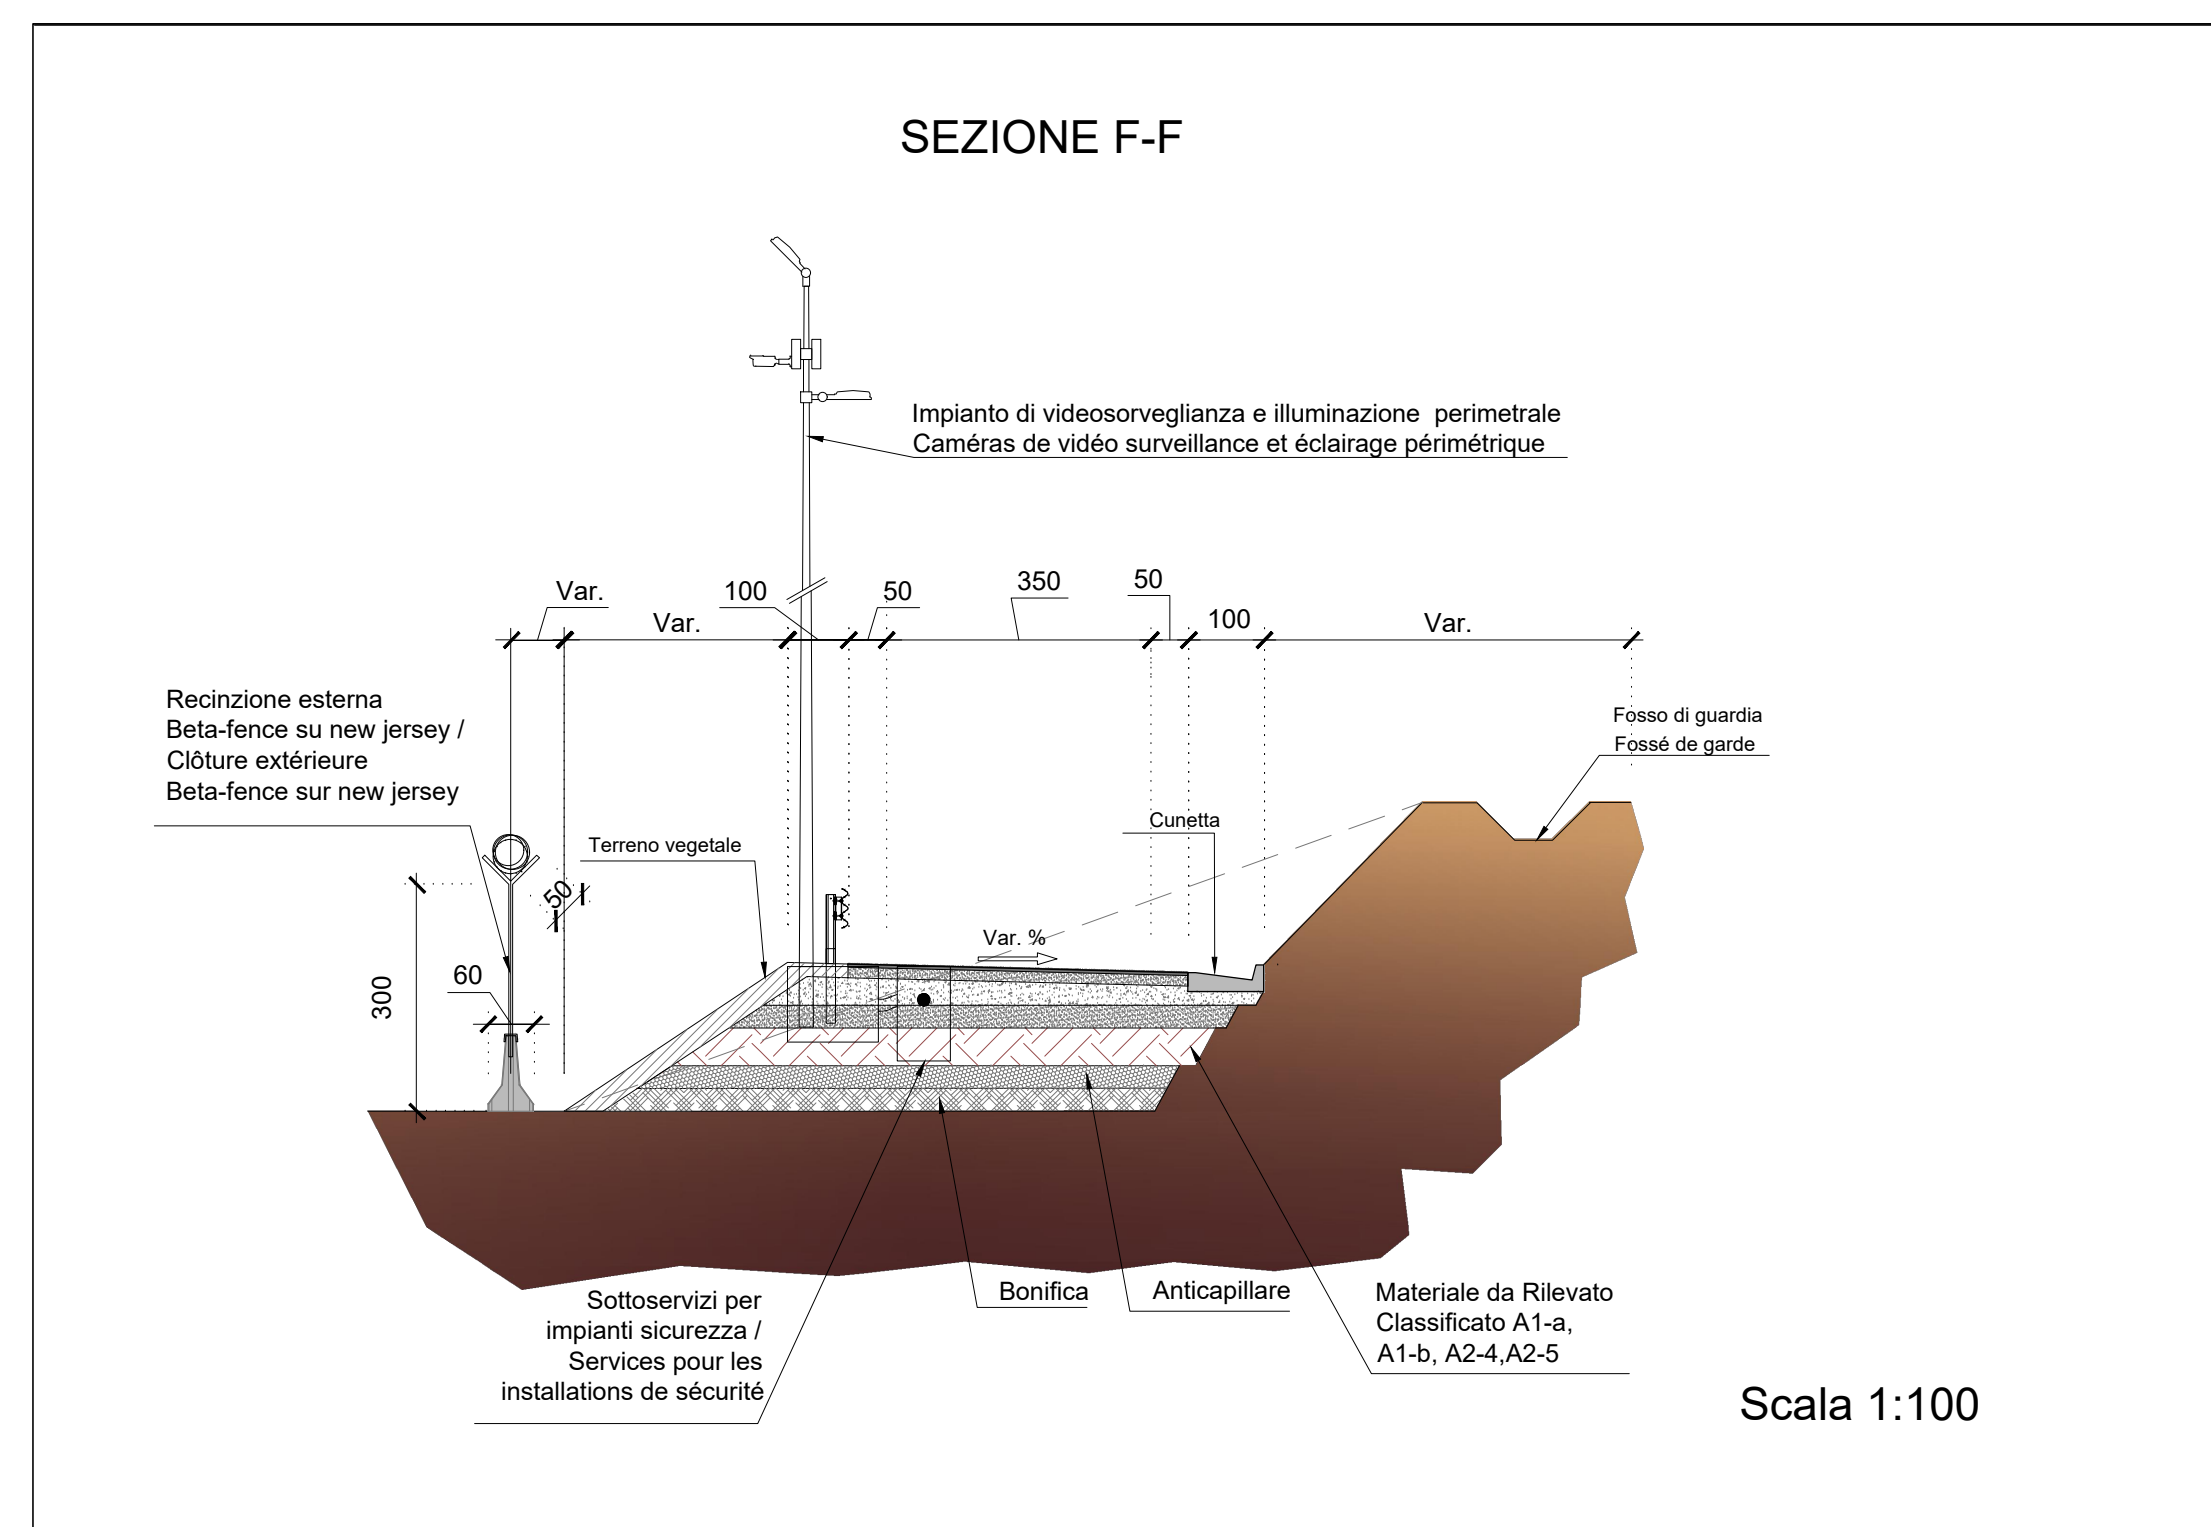 SEZIONE F-F
Impianto di videosorveglianza e illuminazione perimetrale
Caméras de vidéo surveillance et éclairage périmétrique
Var.
100
50
350
50
Var.
100
Var.
Recinzione esterna
Beta-fence su new jersey /
Clôture extérieure
Beta-fence sur new jersey
Fosso di guardia
Fossé de garde
Terreno vegetale
Cunetta
50
300
60
Var. %
Sottoservizi per
impianti sicurezza /
Services pour les
installations de sécurité
Bonifica
Anticapillare
Materiale da Rilevato
Classificato A1-a,
A1-b, A2-4,A2-5
Scala 1:100